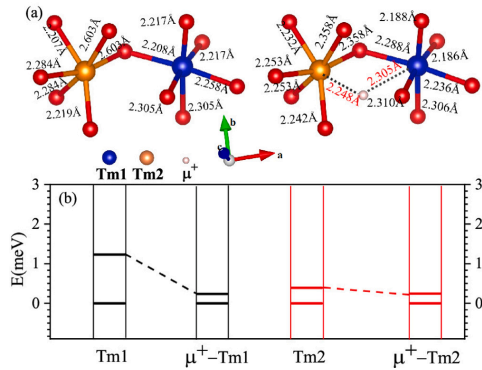 (a)
2.207Å
2.603Å
2.603Å
2.284Å
2.284Å
2.219Å
2.217Å
2.208Å
2.217Å
2.258Å
2.305Å
2.305Å
2.232Å
2.358Å
2.358Å
2.253Å
2.253Å
2.242Å
2.248Å
2.188Å
2.288Å
2.305Å
2.186Å
2.236Å
2.310Å
2.306Å
b
c
a
Tm1 Tm2 μ+
(b)
E(meV)
3
2
1
0
3
2
1
0
Tm1 μ+−Tm1 Tm2 μ+−Tm2